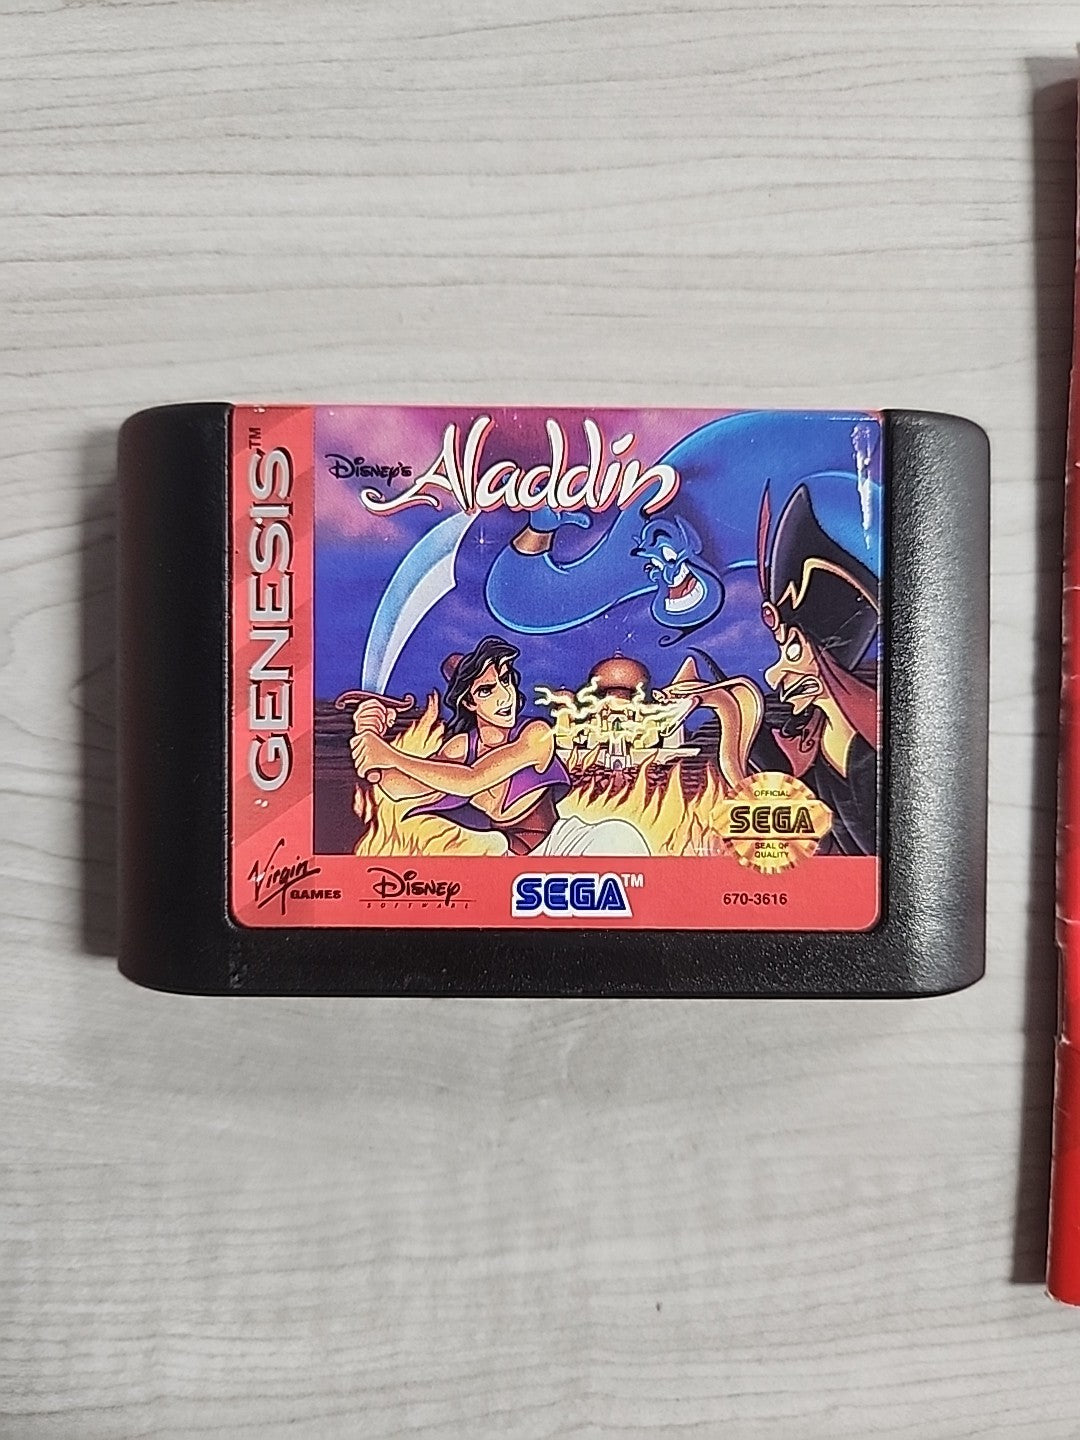 GENESIS™
Disney's Aladdin
OFFICIAL
SEGA
SEAL OF
QUALITY
Virgin GAMES
Disney
SOFTWARE
SEGA™
670-3616